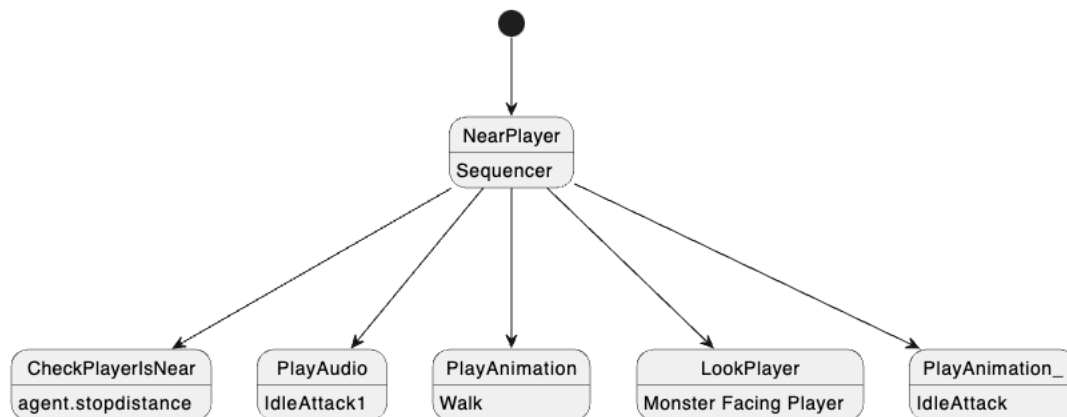 NearPlayer
Sequencer
CheckPlayerIsNear
agent.stopdistance
PlayAudio
IdleAttack1
PlayAnimation
Walk
LookPlayer
Monster Facing Player
PlayAnimation_
IdleAttack